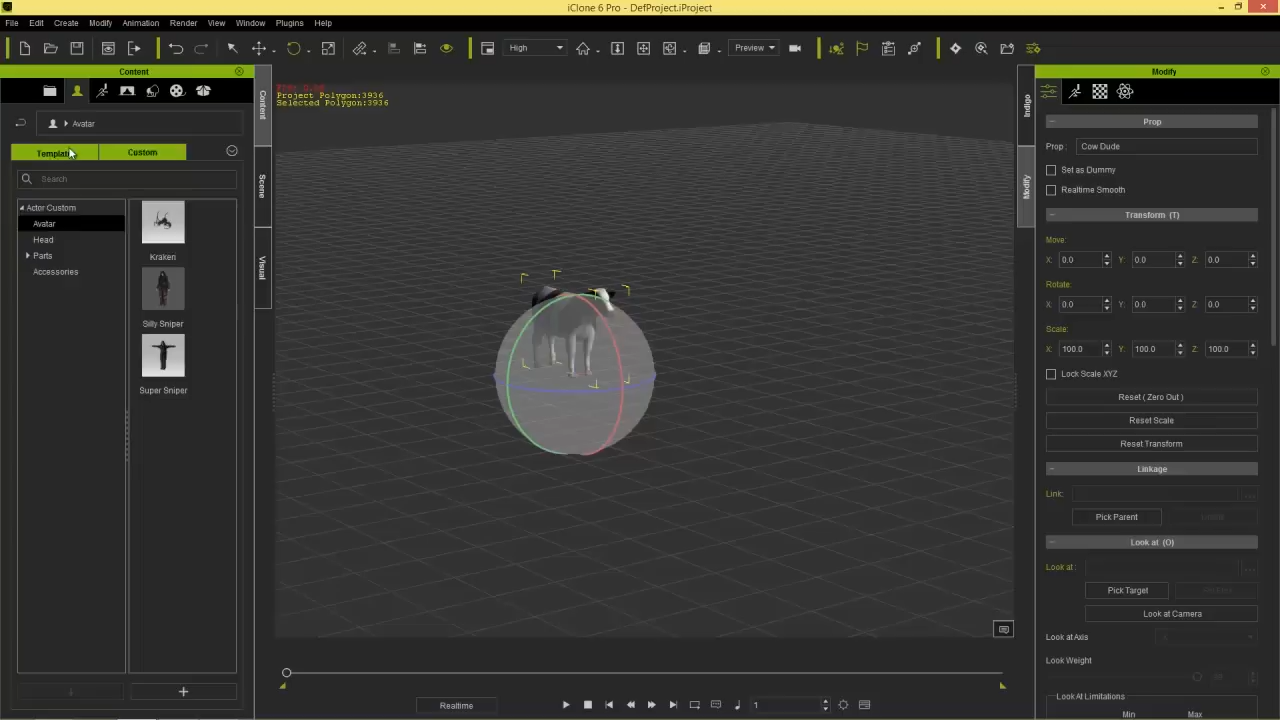 iClone 6 Pro - DefProject.iProject
File Edit Create Modify Animation Render View Window Plugins Help
High
Preview
Content
Avatar
Template
Custom
Search
Actor Custom
Avatar
Head
Parts
Accessories
Kraken
Silly Sniper
Super Sniper
Content
Scene
Visual
Project Polygon:3936
Selected Polygon:3936
Realtime
1
Indigo
Modify
Modify
Prop
Prop : Cow Dude
Set as Dummy
Realtime Smooth
Transform (T)
Move:
X: 0.0 Y: 0.0 Z: 0.0
Rotate:
X: 0.0 Y: 0.0 Z: 0.0
Scale:
X: 100.0 Y: 100.0 Z: 100.0
Lock Scale XYZ
Reset ( Zero Out )
Reset Scale
Reset Transform
Linkage
Link:
Pick Parent
Look at (O)
Look at :
Pick Target
Look at Camera
Look at Axis
Look Weight
Look At Limitations
Min Max